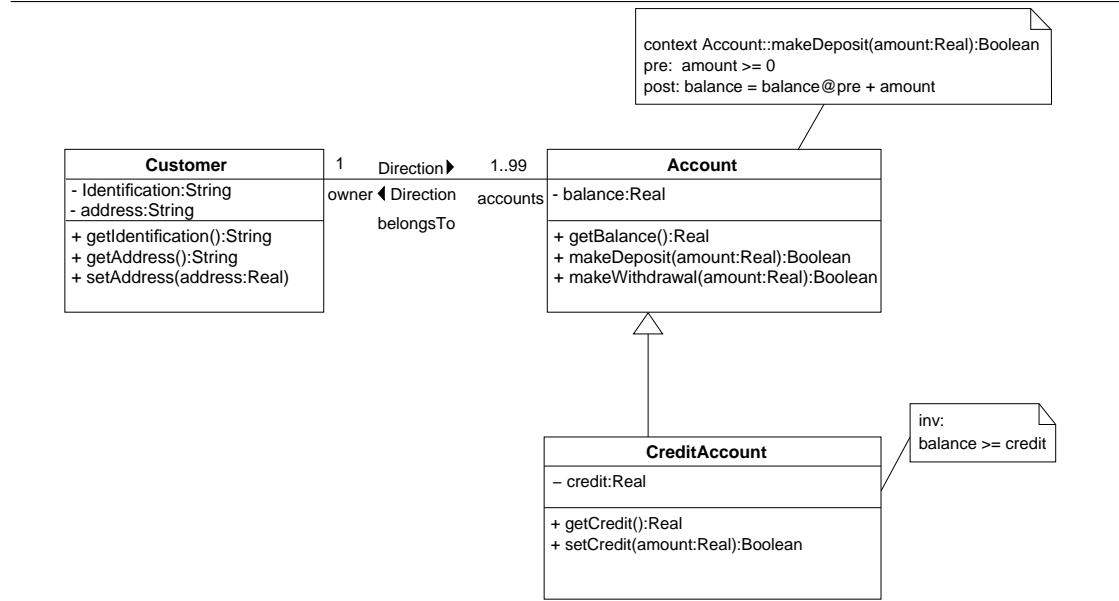 context Account::makeDeposit(amount:Real):Boolean
pre:  amount >= 0
post: balance = balance@pre + amount
Customer
- Identification:String
- address:String
+ getIdentification():String
+ getAddress():String
+ setAddress(address:Real)
1
Direction
1..99
owner
Direction
accounts
belongsTo
Account
- balance:Real
+ getBalance():Real
+ makeDeposit(amount:Real):Boolean
+ makeWithdrawal(amount:Real):Boolean
inv:
balance >= credit
CreditAccount
− credit:Real
+ getCredit():Real
+ setCredit(amount:Real):Boolean